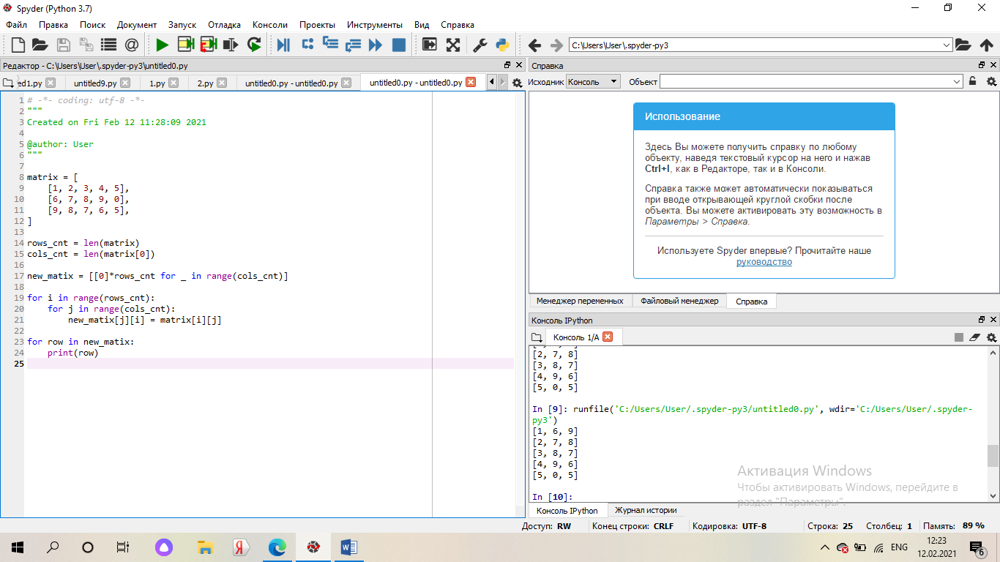 Spyder (Python 3.7)
Файл Правка Поиск Документ Запуск Отладка Консоли Проекты Инструменты Вид Справка
C:\Users\User\.spyder-py3
Редактор - C:\Users\User\.spyder-py3\untitled0.py
ed1.py untitled9.py 1.py 2.py untitled0.py - untitled0.py untitled0.py - untitled0.py
1 # -*- coding: utf-8 -*-
2 """
3 Created on Fri Feb 12 11:28:09 2021
4
5 @author: User
6 """
7
8 matrix = [
9     [1, 2, 3, 4, 5],
10     [6, 7, 8, 9, 0],
11     [9, 8, 7, 6, 5],
12 ]
13
14 rows_cnt = len(matrix)
15 cols_cnt = len(matrix[0])
16
17 new_matix = [[0]*rows_cnt for _ in range(cols_cnt)]
18
19 for i in range(rows_cnt):
20     for j in range(cols_cnt):
21         new_matix[j][i] = matrix[i][j]
22
23 for row in new_matix:
24     print(row)
25
Справка
Исходник Консоль Объект
Использование
Здесь Вы можете получить справку по любому
объекту, наведя текстовый курсор на него и нажав
Ctrl+I, как в Редакторе, так и в Консоли.
Справка также может автоматически показываться
при вводе открывающей круглой скобки после
объекта. Вы можете активировать эту возможность в
Параметры > Справка.
Используете Spyder впервые? Прочитайте наше
руководство
Менеджер переменных Файловый менеджер Справка
Консоль IPython
Консоль 1/A
[2, 7, 8]
[3, 8, 7]
[4, 9, 6]
[5, 0, 5]
In [9]: runfile('C:/Users/User/.spyder-py3/untitled0.py', wdir='C:/Users/User/.spyder-
py3')
[1, 6, 9]
[2, 7, 8]
[3, 8, 7]
[4, 9, 6]
[5, 0, 5]
In [10]:
Активация Windows
Чтобы активировать Windows, перейдите в
раздел "Параметры".
Консоль IPython Журнал истории
Доступ: RW Конец строки: CRLF Кодировка: UTF-8 Строка: 25 Столбец: 1 Память: 89 %
ENG
12:23
12.02.2021
6